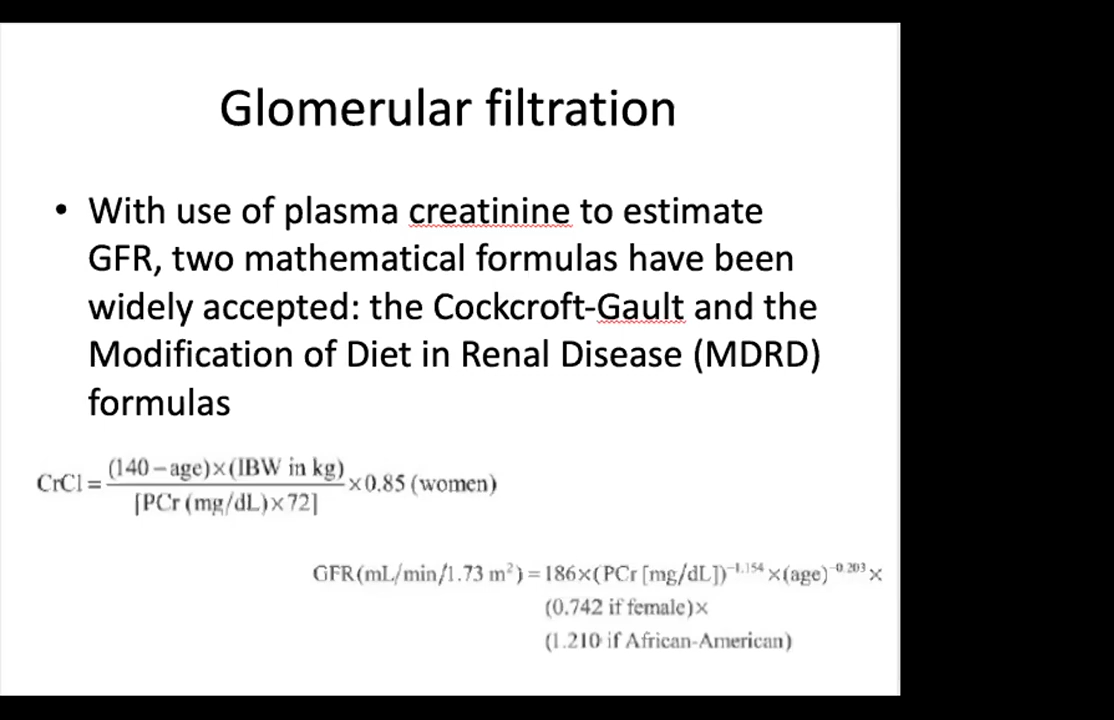 Glomerular filtration
• With use of plasma creatinine to estimate
GFR, two mathematical formulas have been
widely accepted: the Cockcroft-Gault and the
Modification of Diet in Renal Disease (MDRD)
formulas
CrCl = (140 – age)×(IBW in kg) / [PCr (mg/dL)×72] ×0.85 (women)
GFR(mL/min/1.73 m²) = 186×(PCr [mg/dL])⁻¹·¹⁵⁴ ×(age)⁻⁰·²⁰³ ×
(0.742 if female)×
(1.210 if African-American)